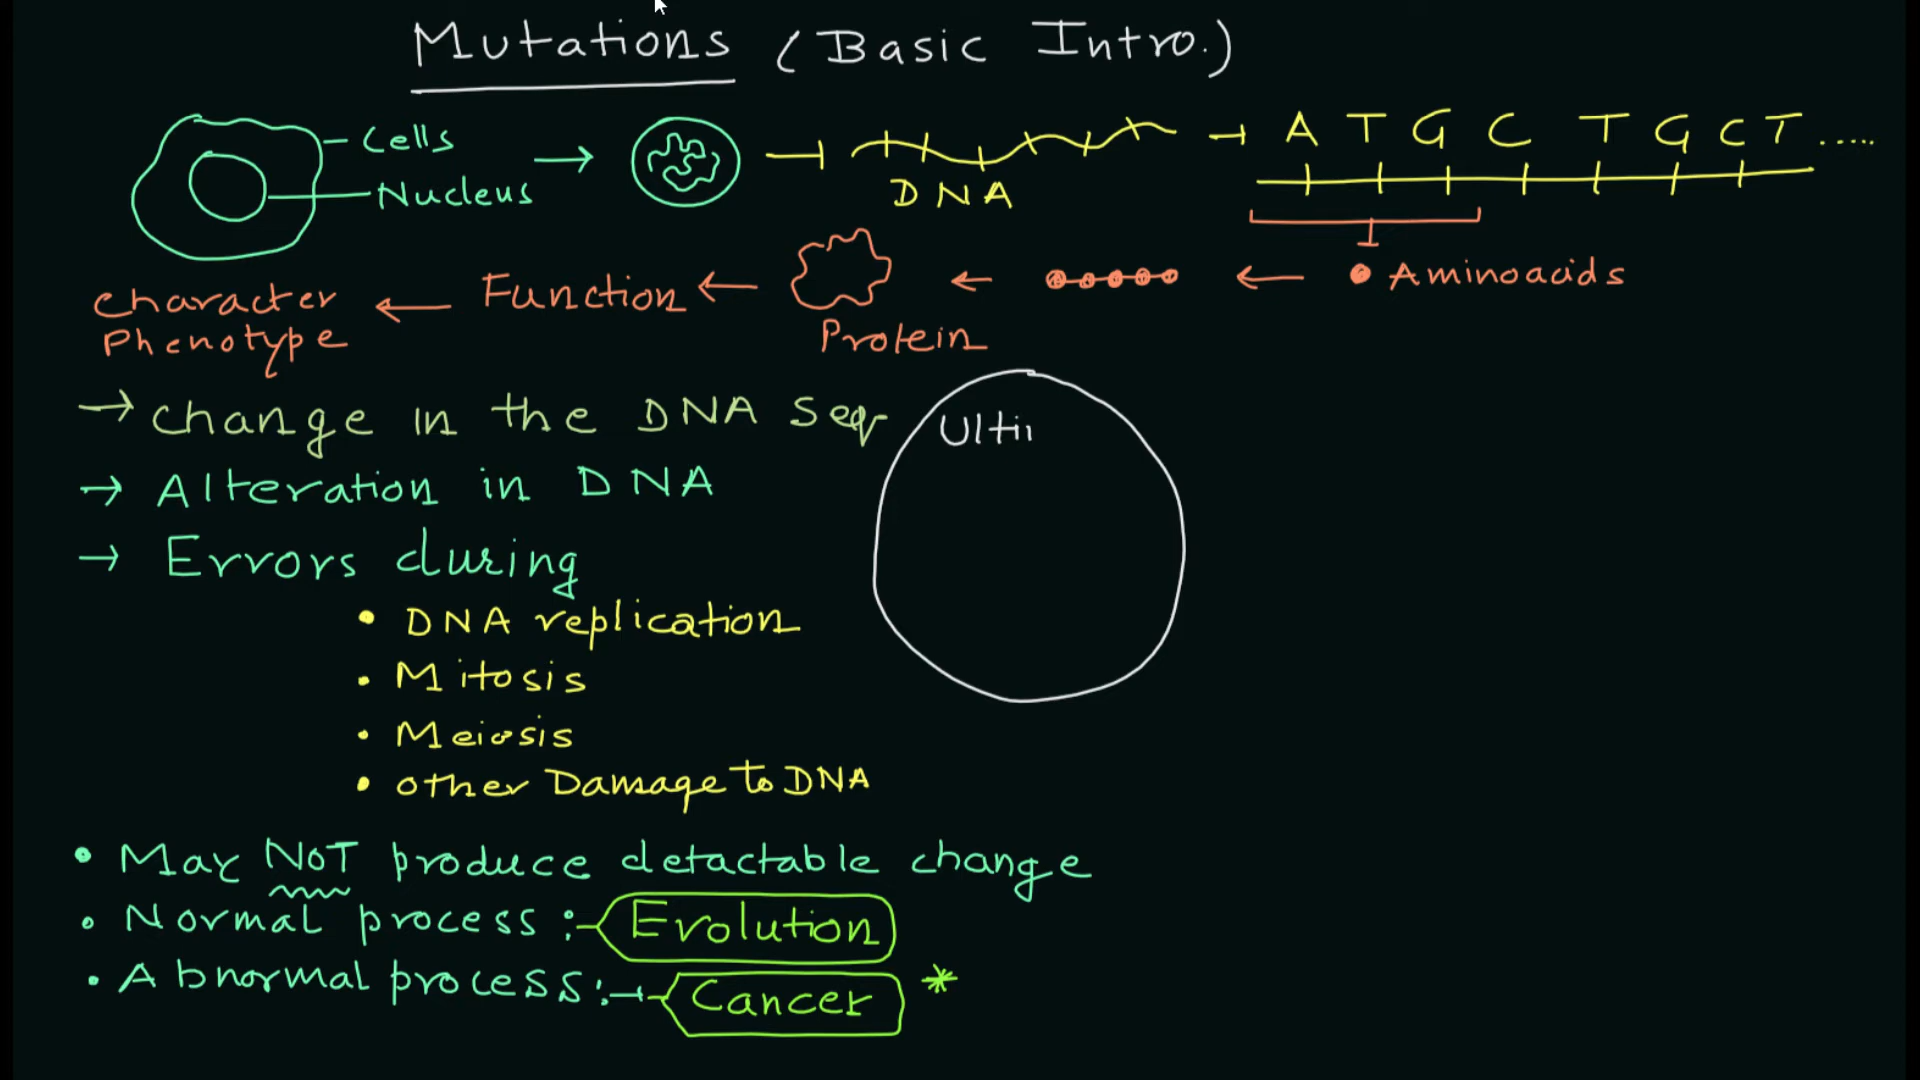 Mutations (Basic Intro.)
Cells
Nucleus
DNA
A T G C T G C T .....
Aminoacids
Protein
Function
Character
Phenotype
→ Change in the DNA Seq
→ Alteration in DNA
→ Errors during
• DNA replication
• Mitosis
• Meiosis
• Other Damage to DNA
• May NOT produce detactable change
• Normal process :- Evolution
• Abnormal process :→ Cancer *